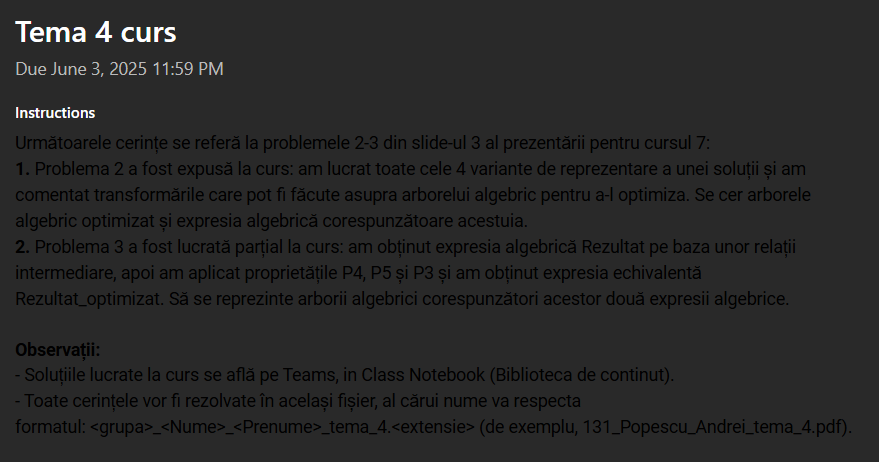 Tema 4 curs
Due June 3, 2025 11:59 PM
Instructions
Următoarele cerințe se referă la problemele 2-3 din slide-ul 3 al prezentării pentru cursul 7:
1. Problema 2 a fost expusă la curs: am lucrat toate cele 4 variante de reprezentare a unei soluții și am
comentat transformările care pot fi făcute asupra arborelui algebric pentru a-l optimiza. Se cer arborele
algebric optimizat și expresia algebrică corespunzătoare acestuia.
2. Problema 3 a fost lucrată parțial la curs: am obținut expresia algebrică Rezultat pe baza unor relații
intermediare, apoi am aplicat proprietățile P4, P5 și P3 și am obținut expresia echivalentă
Rezultat_optimizat. Să se reprezinte arborii algebrici corespunzători acestor două expresii algebrice.
Observații:
- Soluțiile lucrate la curs se află pe Teams, in Class Notebook (Biblioteca de continut).
- Toate cerințele vor fi rezolvate în același fișier, al cărui nume va respecta
formatul: <grupa>_<Nume>_<Prenume>_tema_4.<extensie> (de exemplu, 131_Popescu_Andrei_tema_4.pdf).